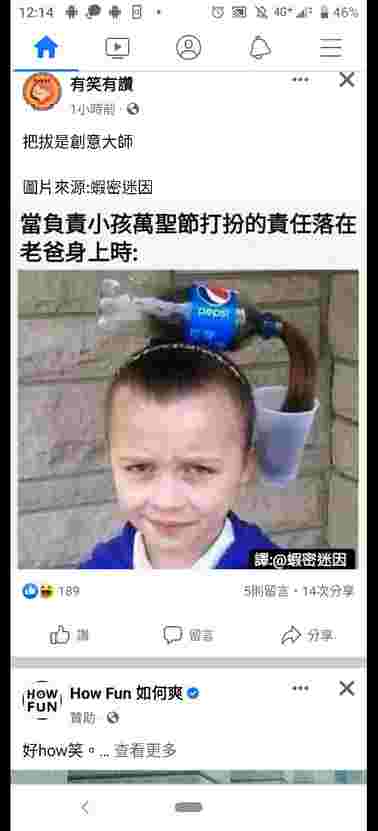 12:14
4G+
46%
有笑有讚
1小時前
把拔是創意大師
圖片來源:蝦密迷因
當負責小孩萬聖節打扮的責任落在
老爸身上時:
pepsi
譯:@蝦密迷因
189
5則留言・14次分享
讚
留言
分享
HOW
FUN
How Fun 如何爽
贊助
好how笑。... 查看更多